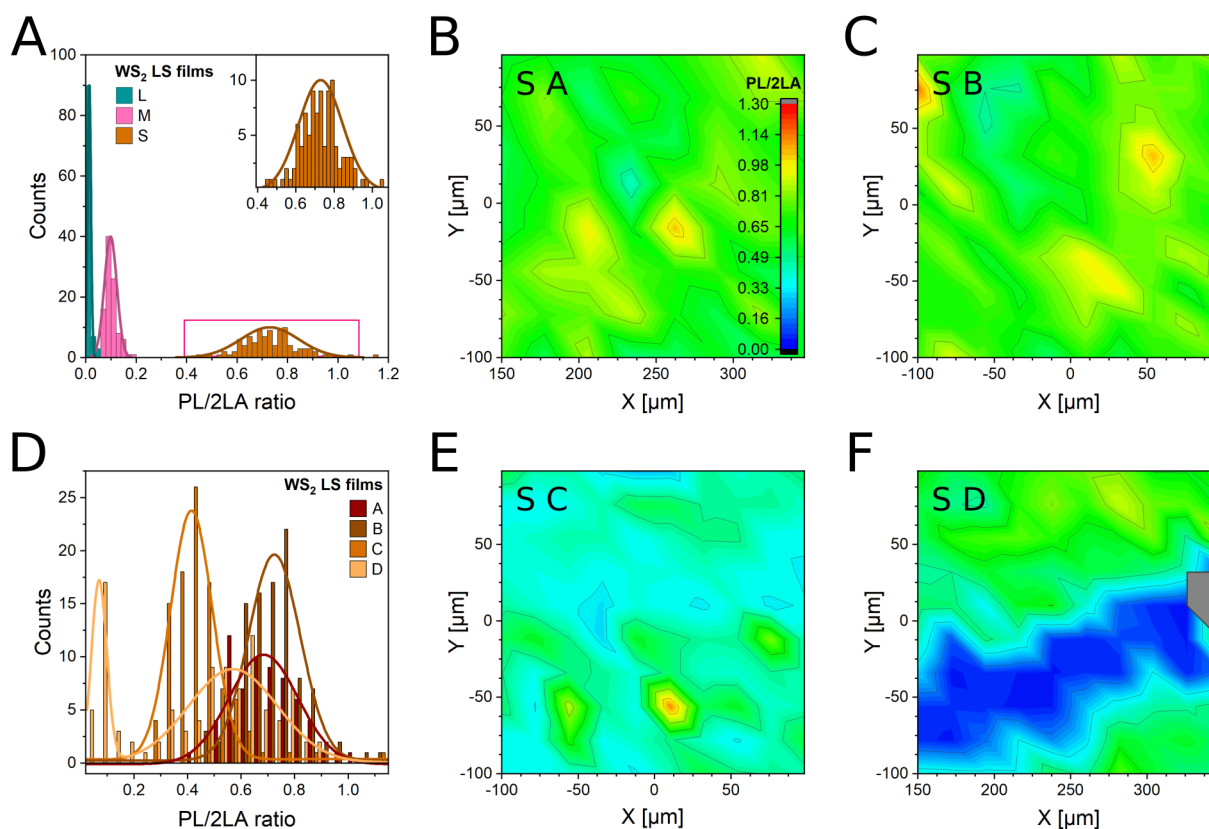 A
100
80
60
40
20
0
Counts
0.0 0.2 0.4 0.6 0.8 1.0 1.2
PL/2LA ratio
WS₂ LS films
L
M
S
10
5
0.4 0.6 0.8 1.0
B
S A
PL/2LA
1.30
1.14
0.98
0.81
0.65
0.49
0.33
0.16
0.00
50
0
-50
-100
Y [µm]
150 200 250 300
X [µm]
C
S B
50
0
-50
-100
Y [µm]
-100 -50 0 50
X [µm]
D
25
20
15
10
5
0
Counts
0.2 0.4 0.6 0.8 1.0
PL/2LA ratio
WS₂ LS films
A
B
C
D
E
S C
50
0
-50
-100
Y [µm]
-100 -50 0 50
X [µm]
F
S D
50
0
-50
-100
Y [µm]
150 200 250 300
X [µm]